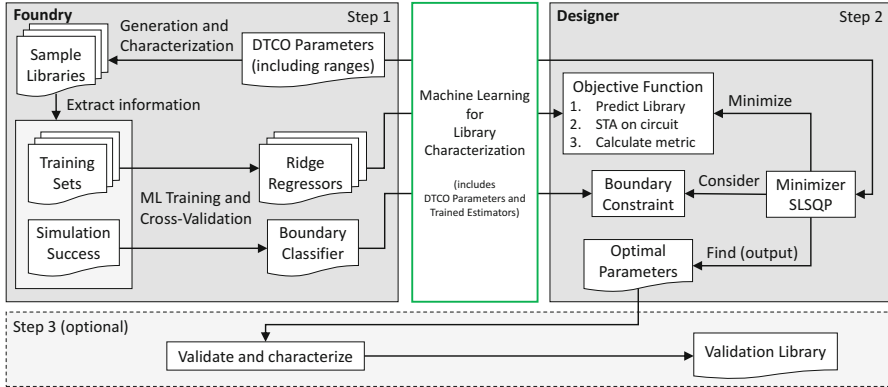 Foundry
Step 1
Generation and
Characterization
Sample
Libraries
DTCO Parameters
(including ranges)
Extract information
Training
Sets
Ridge
Regressors
ML Training and
Cross-Validation
Simulation
Success
Boundary
Classifier
Machine Learning
for
Library
Characterization
(includes
DTCO Parameters and
Trained Estimators)
Designer
Step 2
Objective Function
1. Predict Library
2. STA on circuit
3. Calculate metric
Minimize
Boundary
Constraint
Consider
Minimizer
SLSQP
Optimal
Parameters
Find (output)
Step 3 (optional)
Validate and characterize
Validation Library